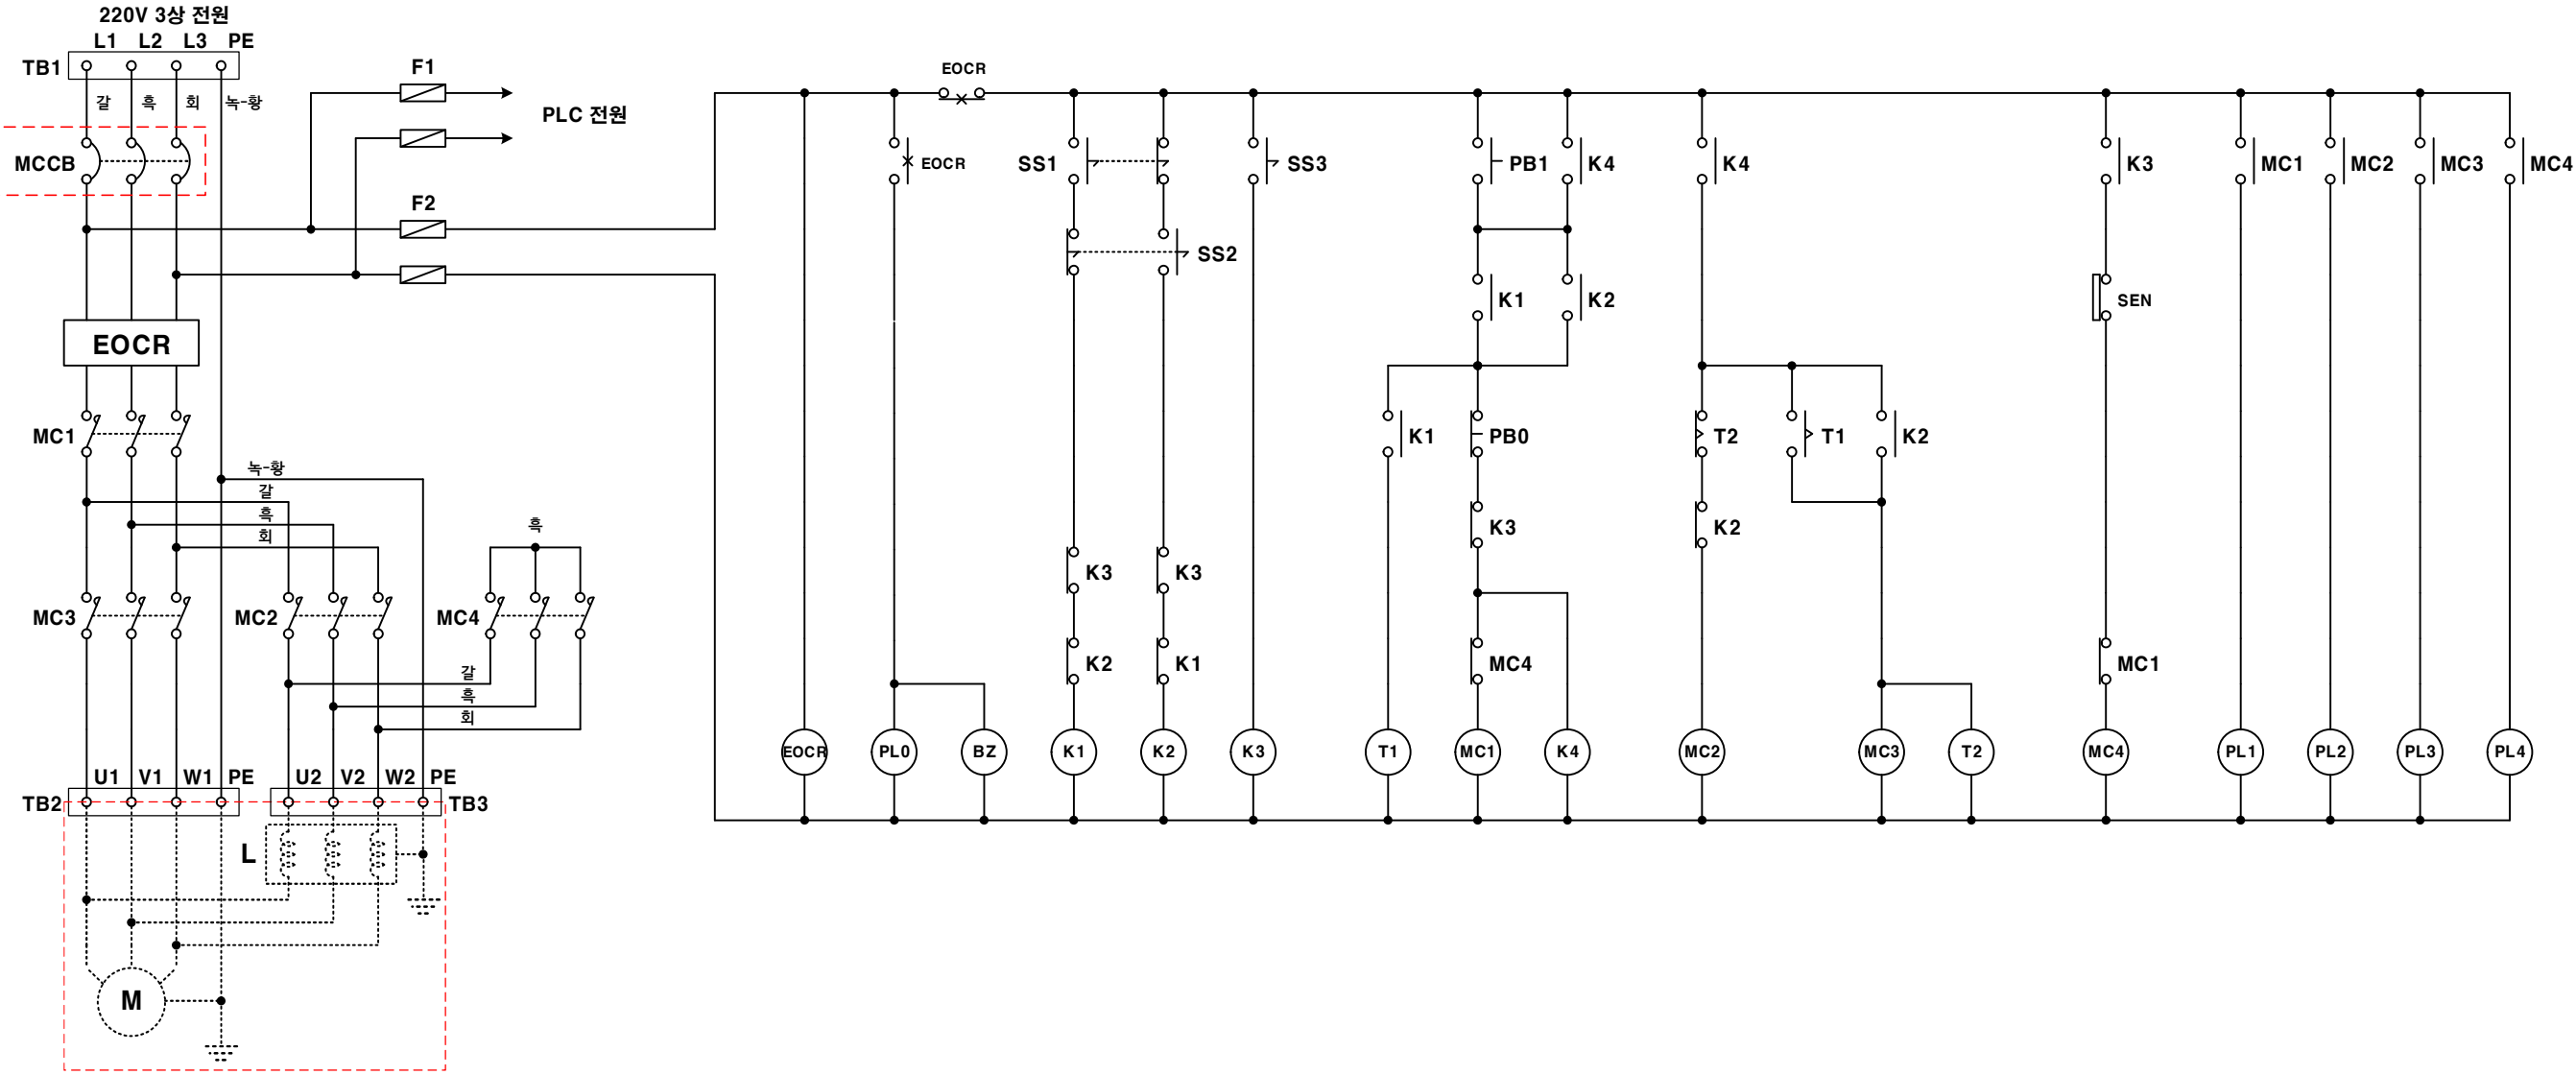 220V 3상 전원
L1 L2 L3 PE
TB1
갈 흑 회 녹-황
MCCB
F1
PLC 전원
F2
EOCR
MC1
녹-황
갈
흑
회
흑
MC3 MC2 MC4
갈
흑
회
U1 V1 W1 PE U2 V2 W2 PE
TB2 TB3
L
M
EOCR
EOCR SS1 SS3 PB1 K4 K4 K3 MC1 MC2 MC3 MC4
SS2
K1 K2 SEN
K1 PB0 T2 T1 K2
K3 K2
K3 K3
K2 K1 MC4 MC1
EOCR PL0 BZ K1 K2 K3 T1 MC1 K4 MC2 MC3 T2 MC4 PL1 PL2 PL3 PL4